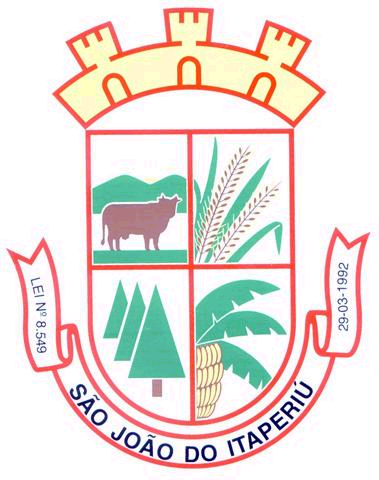 LEI Nº 8.549
29-03-1992
SÃO JOÃO DO ITAPERIÚ